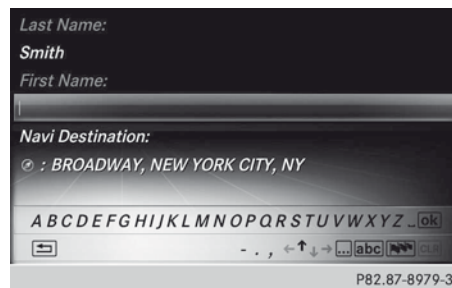 Last Name:
Smith
First Name:
Navi Destination:
: BROADWAY, NEW YORK CITY, NY
A B C D E F G H I J K L M N O P Q R S T U V W X Y Z _ ok
- . , ←↑↓→ ... abc CLR
P82.87-8979-31